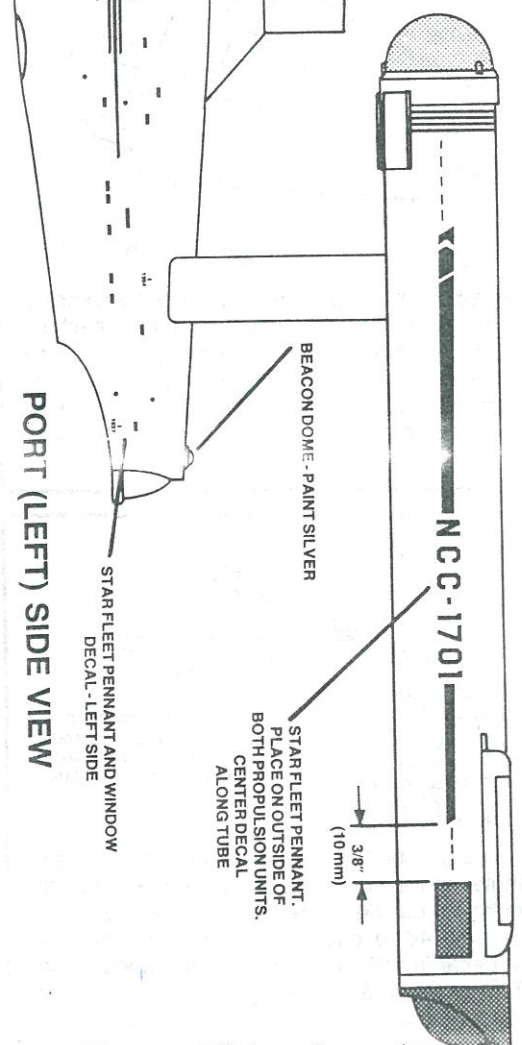 NCC-1701
BEACON DOME - PAINT SILVER
STAR FLEET PENNANT.
PLACE ON OUTSIDE OF
BOTH PROPULSION UNITS.
CENTER DECAL
ALONG TUBE
3/8"
(10 mm)
STAR FLEET PENNANT AND WINDOW
DECAL - LEFT SIDE
PORT (LEFT) SIDE VIEW